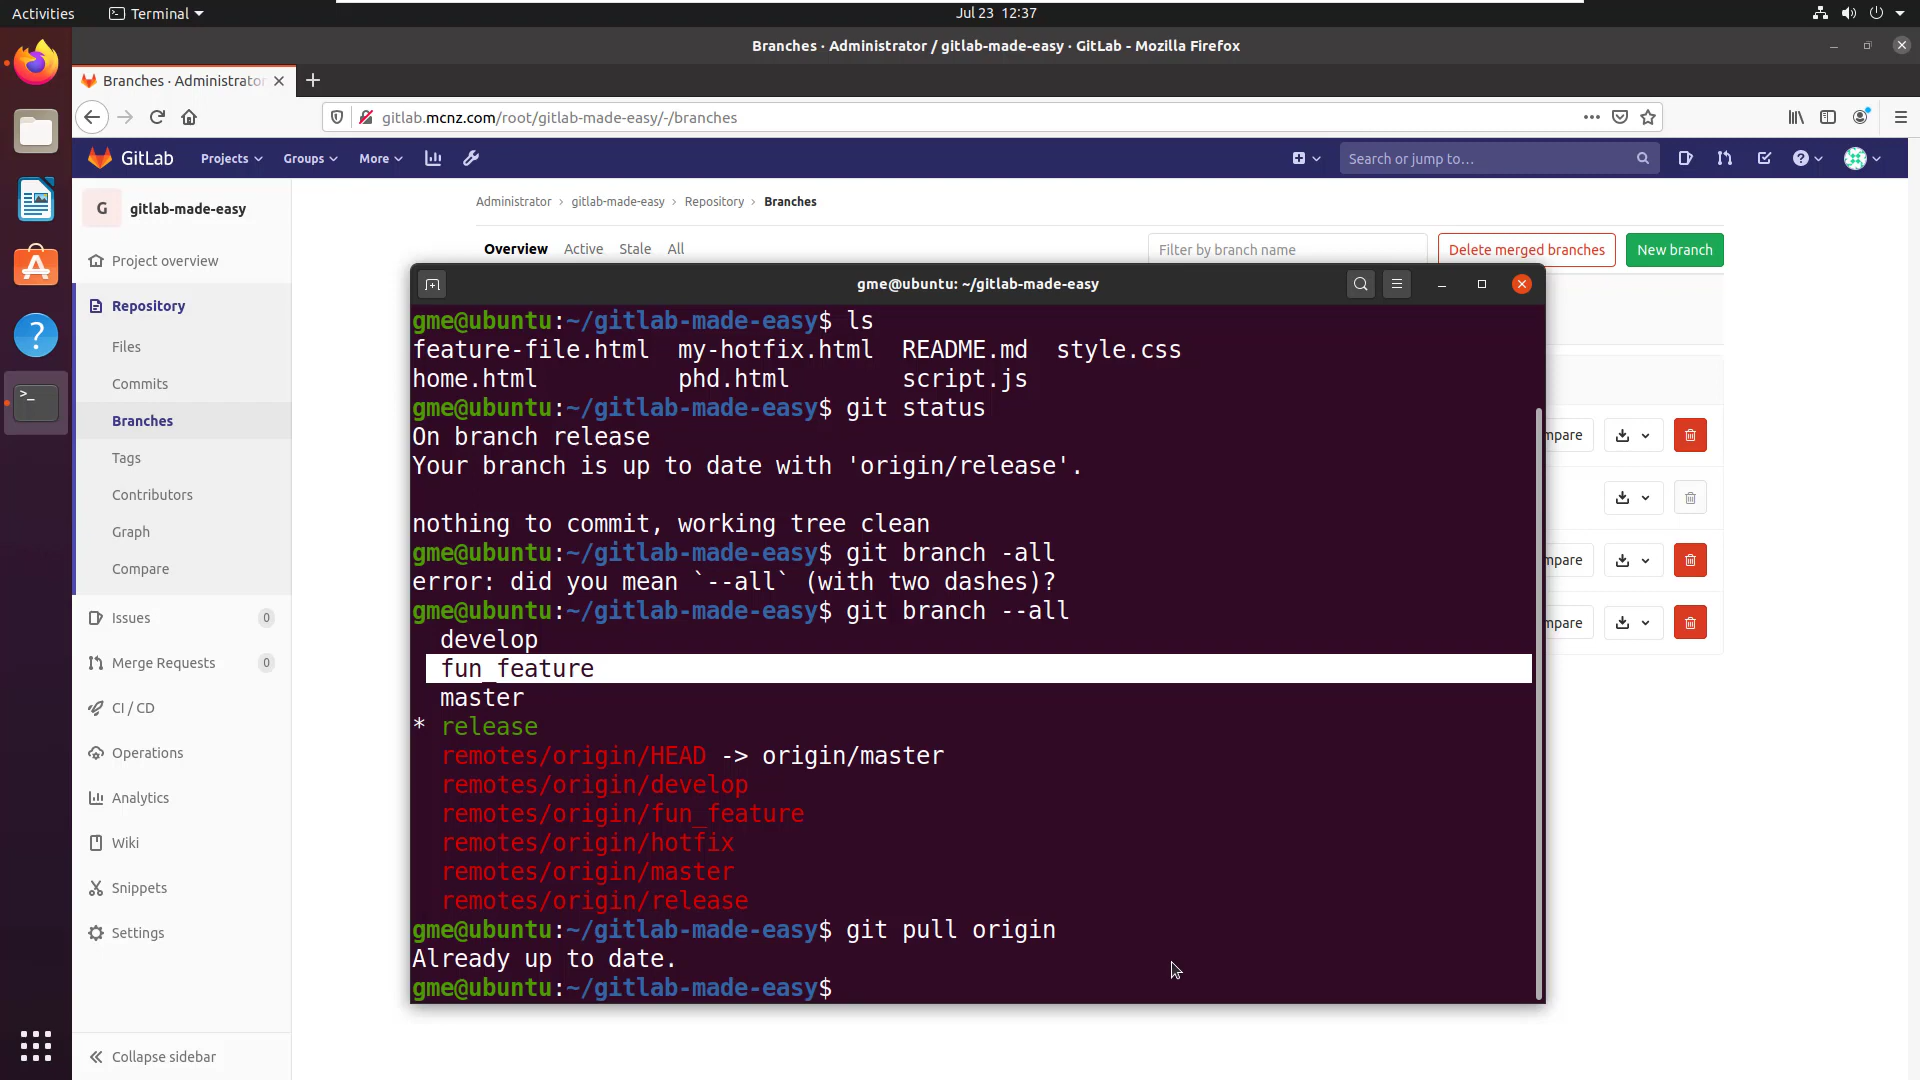 Activities
Terminal
Jul 23 12:37
Branches · Administrator / gitlab-made-easy · GitLab - Mozilla Firefox
Branches · Administrator
gitlab.mcnz.com/root/gitlab-made-easy/-/branches
GitLab
Projects
Groups
More
Search or jump to…
G
gitlab-made-easy
Project overview
Repository
Files
Commits
Branches
Tags
Contributors
Graph
Compare
Issues 0
Merge Requests 0
CI / CD
Operations
Analytics
Wiki
Snippets
Settings
Collapse sidebar
Administrator › gitlab-made-easy › Repository › Branches
Overview Active Stale All
Filter by branch name
Delete merged branches
New branch
mpare
mpare
mpare
gme@ubuntu: ~/gitlab-made-easy
gme@ubuntu:~/gitlab-made-easy$ ls
feature-file.html my-hotfix.html README.md style.css
home.html phd.html script.js
gme@ubuntu:~/gitlab-made-easy$ git status
On branch release
Your branch is up to date with 'origin/release'.
nothing to commit, working tree clean
gme@ubuntu:~/gitlab-made-easy$ git branch -all
error: did you mean `--all` (with two dashes)?
gme@ubuntu:~/gitlab-made-easy$ git branch --all
develop
fun_feature
master
* release
remotes/origin/HEAD -> origin/master
remotes/origin/develop
remotes/origin/fun_feature
remotes/origin/hotfix
remotes/origin/master
remotes/origin/release
gme@ubuntu:~/gitlab-made-easy$ git pull origin
Already up to date.
gme@ubuntu:~/gitlab-made-easy$